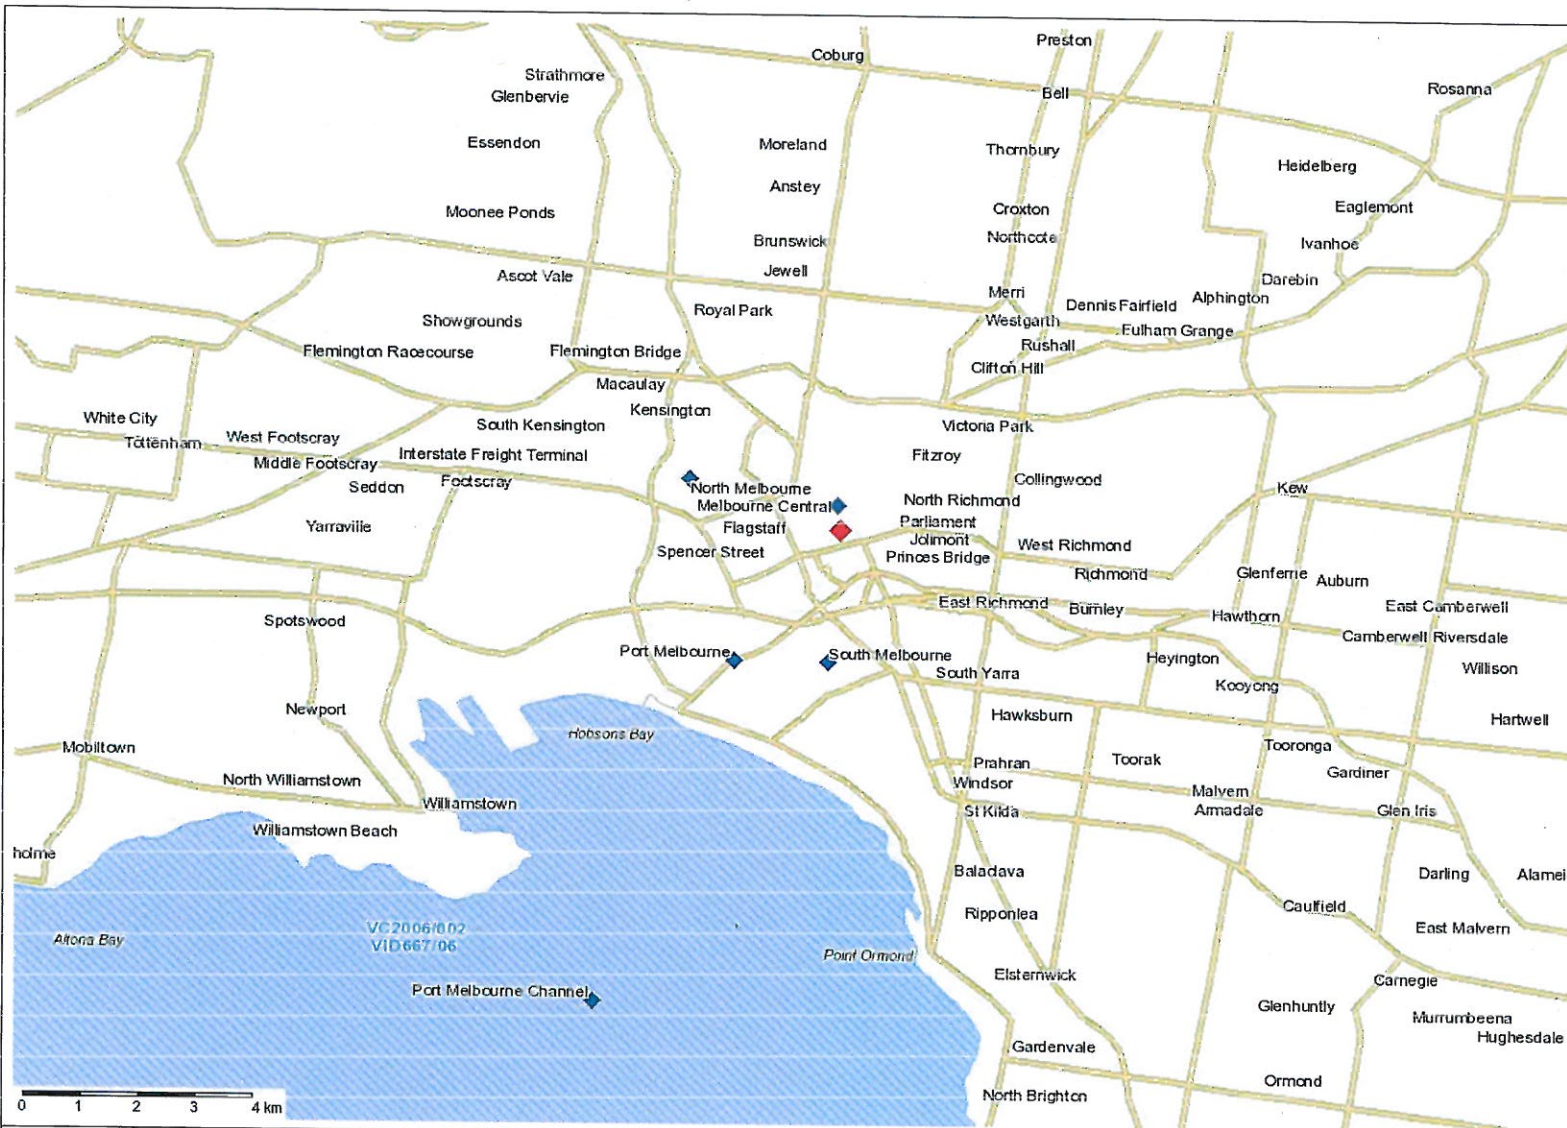 Preston
Coburg
Strathmore
Rosanna
Bell
Glenbervie
Essendon
Moreland
Thornbury
Heidelberg
Anstey
Moonee Ponds
Croxton
Eaglemont
Northcote
Brunswick
Ivanhoe
Jewell
Ascot Vale
Darebin
Merri
Alphington
Dennis Fairfield
Royal Park
Showgrounds
Westgarth
Fulham Grange
Rushall
Flemington Racecourse
Flemington Bridge
Clifton Hill
Macaulay
Kensington
White City
South Kensington
Victoria Park
West Footscray
Tottenham
Interstate Freight Terminal
Fitzroy
Middle Footscray
Footscray
Collingwood
Seddon
North Melbourne
Kew
North Richmond
Melbourne Central
Parliament
Yarraville
Flagstaff
Jolimont
West Richmond
Spencer Street
Princes Bridge
Richmond
Glenferrie
Auburn
East Richmond
Burnley
East Camberwell
Hawthorn
Spotswood
Camberwell Riversdale
Port Melbourne
South Melbourne
Heyington
Willison
South Yarra
Kooyong
Newport
Hawksburn
Hartwell
Hobsons Bay
Mobiltown
Tooronga
Toorak
Prahran
Gardiner
North Williamstown
Windsor
Malvern
Williamstown
St Kilda
Armadale
Glen Iris
Williamstown Beach
holme
Baladava
Darling
Alamei
Caulfield
Ripponlea
VC2006/002
East Malvern
Altona Bay
VID667/06
Point Ormond
Elsternwick
Carnegie
Port Melbourne Channel
Glenhuntly
Murrumbeena
Hughesdale
Gardenvale
Ormond
North Brighton
0 1 2 3 4 km